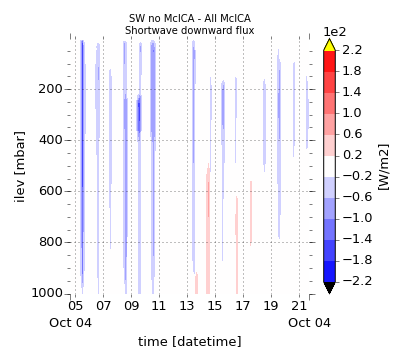 SW no McICA - All McICA
Shortwave downward flux
1e2
2.2
1.8
1.4
1.0
0.6
0.2
−0.2
−0.6
−1.0
−1.4
−1.8
−2.2
[W/m2]
ilev [mbar]
200
400
600
800
1000
05 07 09 11 13 15 17 19 21
Oct 04 Oct 04
time [datetime]